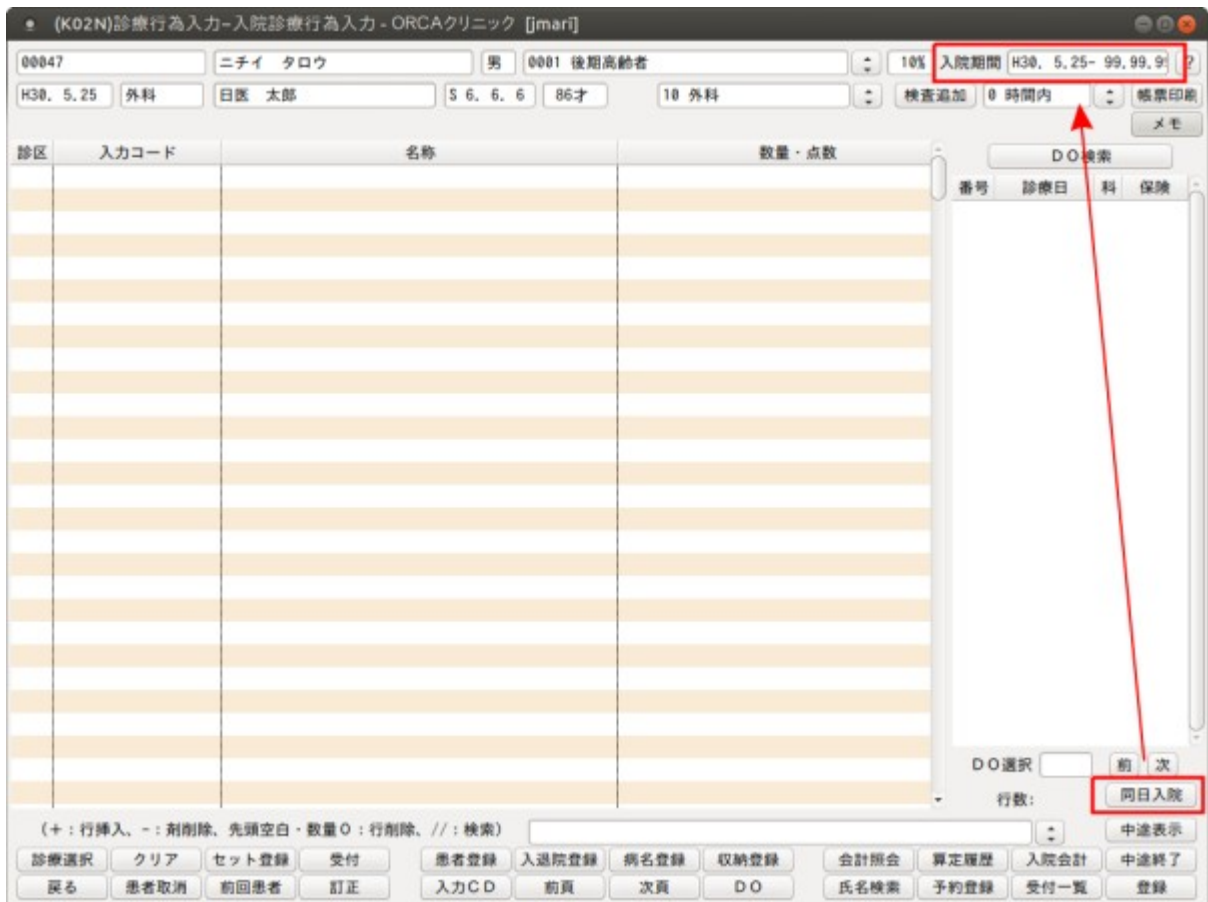 (K02N)診療行為入力-入院診療行為入力 - ORCAクリニック [jmari]
00047 ニチイ タロウ 男 0001 後期高齢者 10% 入院期間 H30. 5.25- 99.99.9 ?
H30. 5.25 外科 日医 太郎 S 6. 6. 6 86才 10 外科 検査追加 0 時間内 帳票印刷
メモ
診区 入力コード 名称 数量・点数 DO検索
番号 診療日 科 保険
DO選択 前 次
行数: 同日入院
(+:行挿入、-:剤削除、先頭空白・数量0:行削除、//:検索) 中途表示
診療選択 クリア セット登録 受付 患者登録 入退院登録 病名登録 収納登録 会計照会 算定履歴 入院会計 中途終了
戻る 患者取消 前回患者 訂正 入力CD 前頁 次頁 DO 氏名検索 予約登録 受付一覧 登録